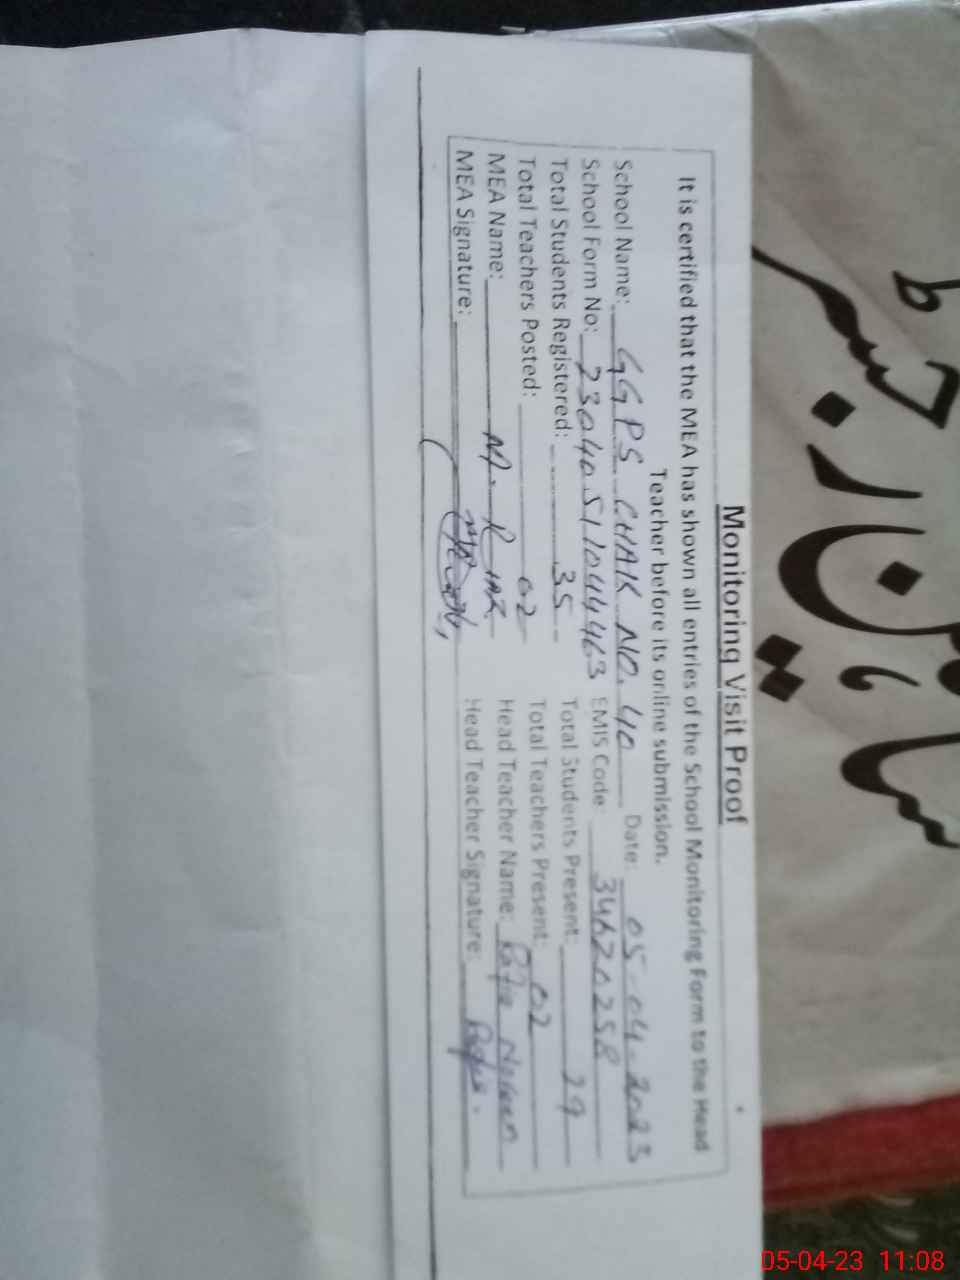 Monitoring Visit Proof
It is certified that the MEA has shown all entries of the School Monitoring Form to the Head
Teacher before its online submission.
School Name: GGPS CHAK NO. 40 Date: 05-04-2023
School Form No: 23040511044463 EMIS Code: 34620258
Total Students Registered: 35 Total Students Present: 29
Total Teachers Posted: 02 Total Teachers Present: 02
MEA Name: M. R Head Teacher Name: Noreen
MEA Signature: Head Teacher Signature:
05-04-23 11:08